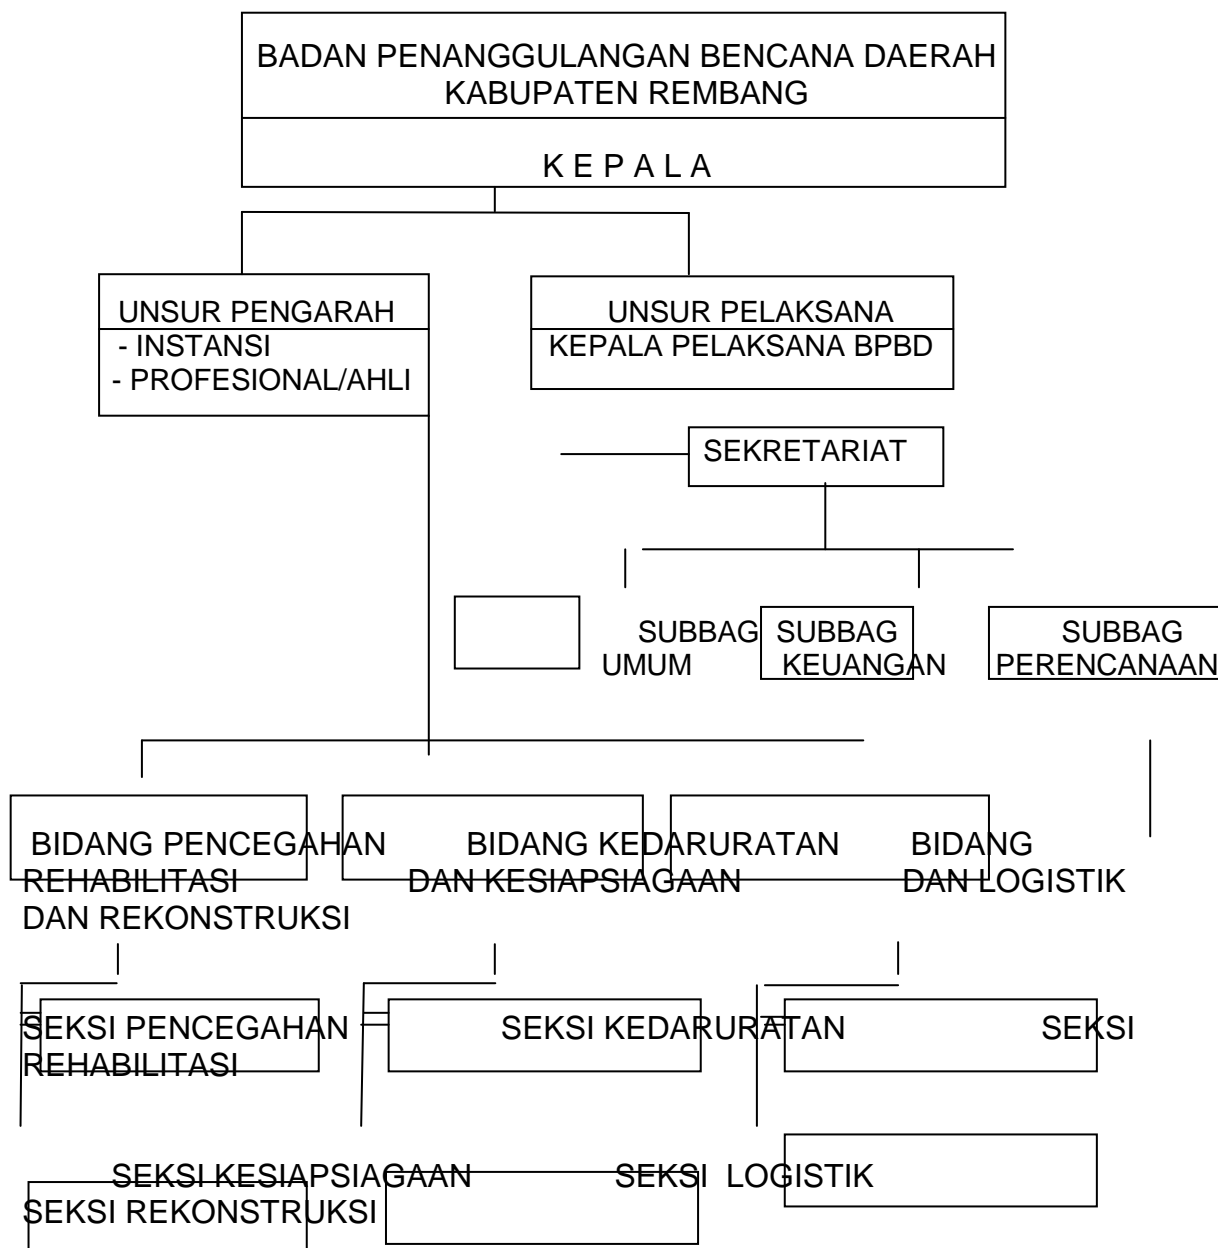 BADAN PENANGGULANGAN BENCANA DAERAH
KABUPATEN REMBANG
K E P A L A
UNSUR PENGARAH
- INSTANSI
- PROFESIONAL/AHLI
UNSUR PELAKSANA
KEPALA PELAKSANA BPBD
SEKRETARIAT
SUBBAG SUBBAG SUBBAG
UMUM KEUANGAN PERENCANAAN
BIDANG PENCEGAHAN BIDANG KEDARURATAN BIDANG
REHABILITASI DAN KESIAPSIAGAAN DAN LOGISTIK
DAN REKONSTRUKSI
SEKSI PENCEGAHAN SEKSI KEDARURATAN SEKSI
REHABILITASI
SEKSI KESIAPSIAGAAN SEKSI LOGISTIK
SEKSI REKONSTRUKSI